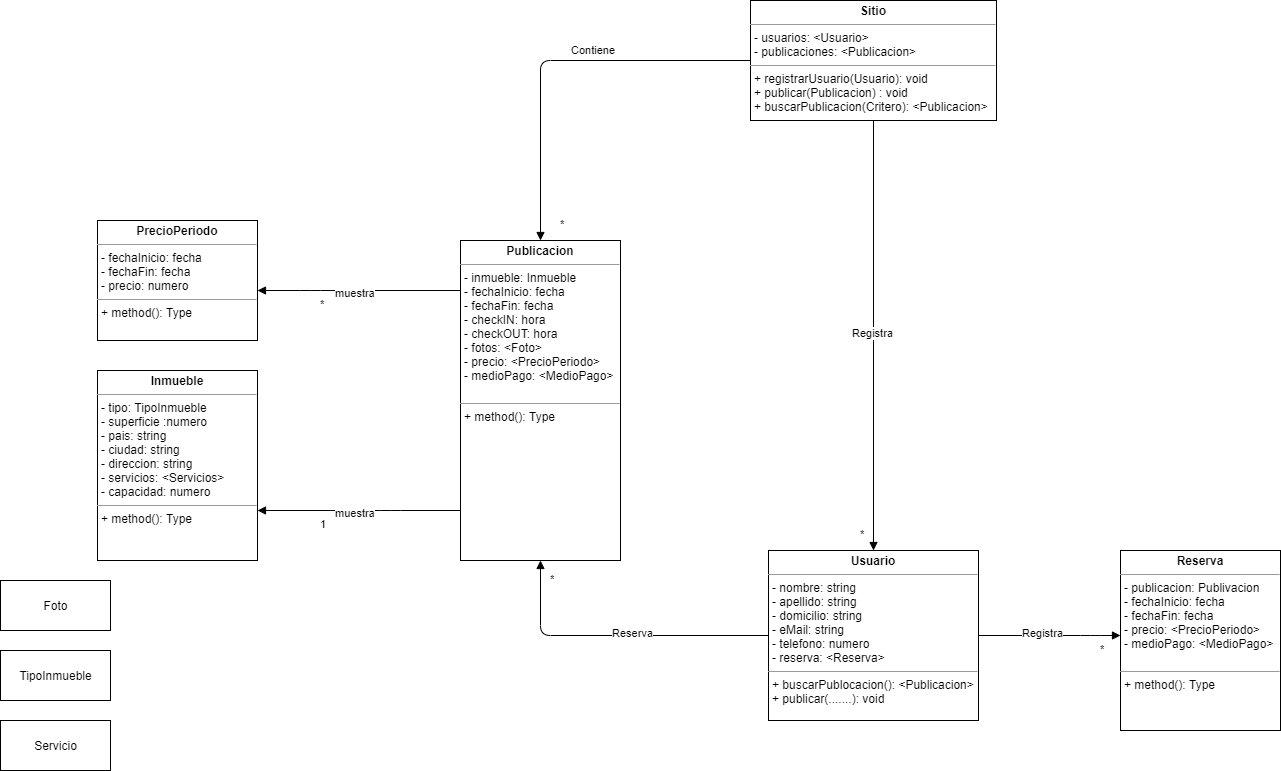 Sitio
- usuarios: <Usuario>
- publicaciones: <Publicacion>
+ registrarUsuario(Usuario): void
+ publicar(Publicacion) : void
+ buscarPublicacion(Critero): <Publicacion>
Contiene
*
PrecioPeriodo
- fechaInicio: fecha
- fechaFin: fecha
- precio: numero
+ method(): Type
muestra
*
Publicacion
- inmueble: Inmueble
- fechaInicio: fecha
- fechaFin: fecha
- checkIN: hora
- checkOUT: hora
- fotos: <Foto>
- precio: <PrecioPeriodo>
- medioPago: <MedioPago>
+ method(): Type
Registra
*
Inmueble
- tipo: TipoInmueble
- superficie :numero
- pais: string
- ciudad: string
- direccion: string
- servicios: <Servicios>
- capacidad: numero
+ method(): Type
muestra
1
*
Reserva
Usuario
- nombre: string
- apellido: string
- domicilio: string
- eMail: string
- telefono: numero
- reserva: <Reserva>
+ buscarPublocacion(): <Publicacion>
+ publicar(.......): void
Registra
*
Reserva
- publicacion: Publivacion
- fechaInicio: fecha
- fechaFin: fecha
- precio: <PrecioPeriodo>
- medioPago: <MedioPago>
+ method(): Type
Foto
TipoInmueble
Servicio